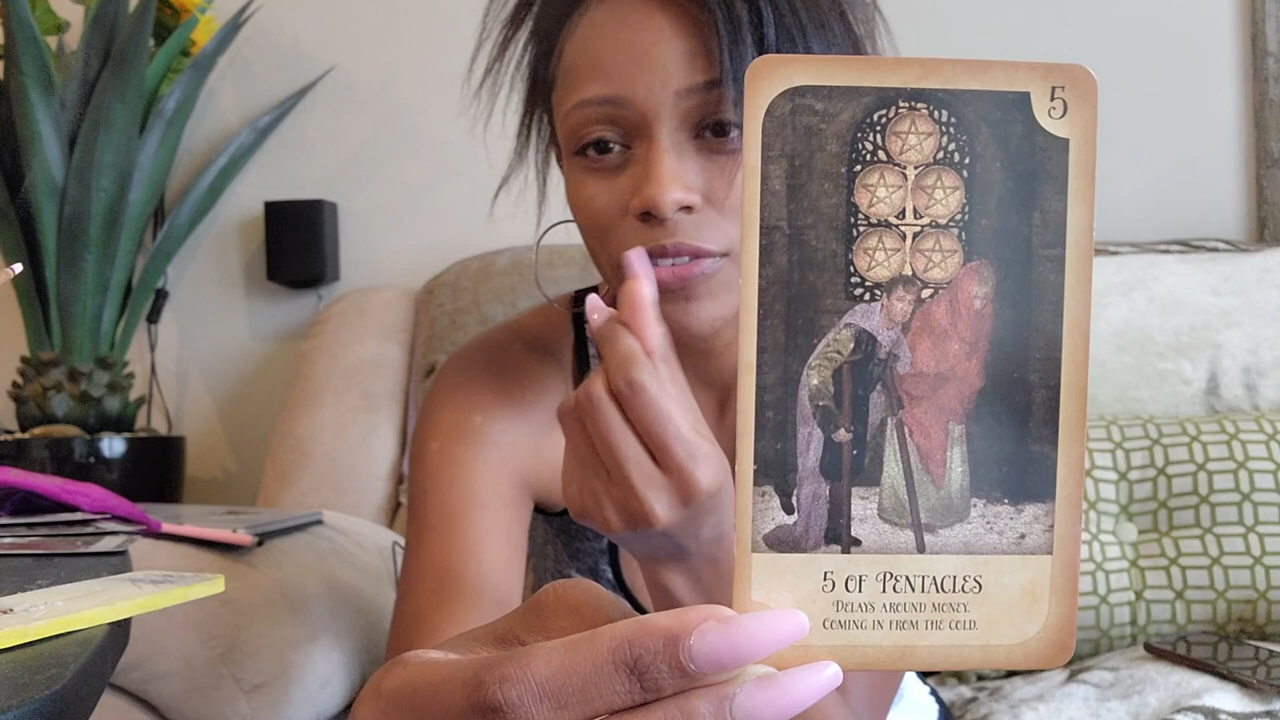 5
5 of Pentacles
Delays around money.
Coming in from the cold.